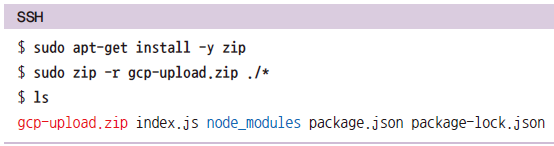 SSH
$ sudo apt-get install -y zip
$ sudo zip -r gcp-upload.zip ./*
$ ls
gcp-upload.zip index.js node_modules package.json package-lock.json